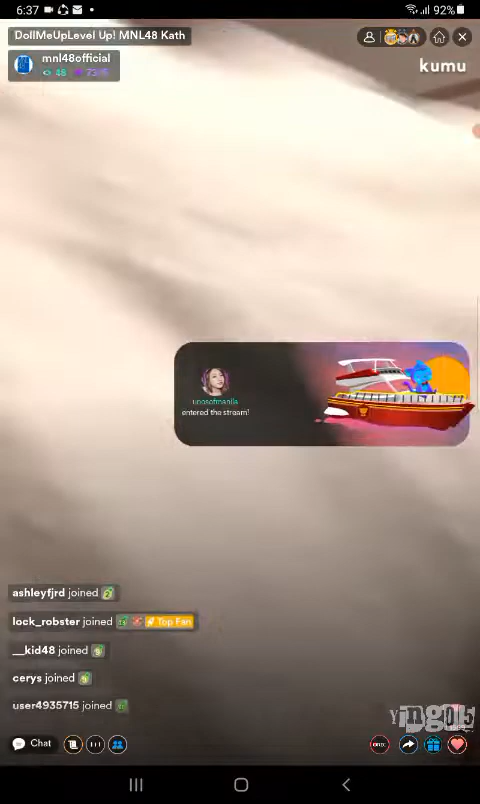 6:37
92%
DollMeUpLevel Up! MNL48 Kath
mnl48official
48
kumu
entered the stream!
ashleyfjrd joined
lock_robster joined Top Fan
__kid48 joined
cerys joined
user4935715 joined
Chat